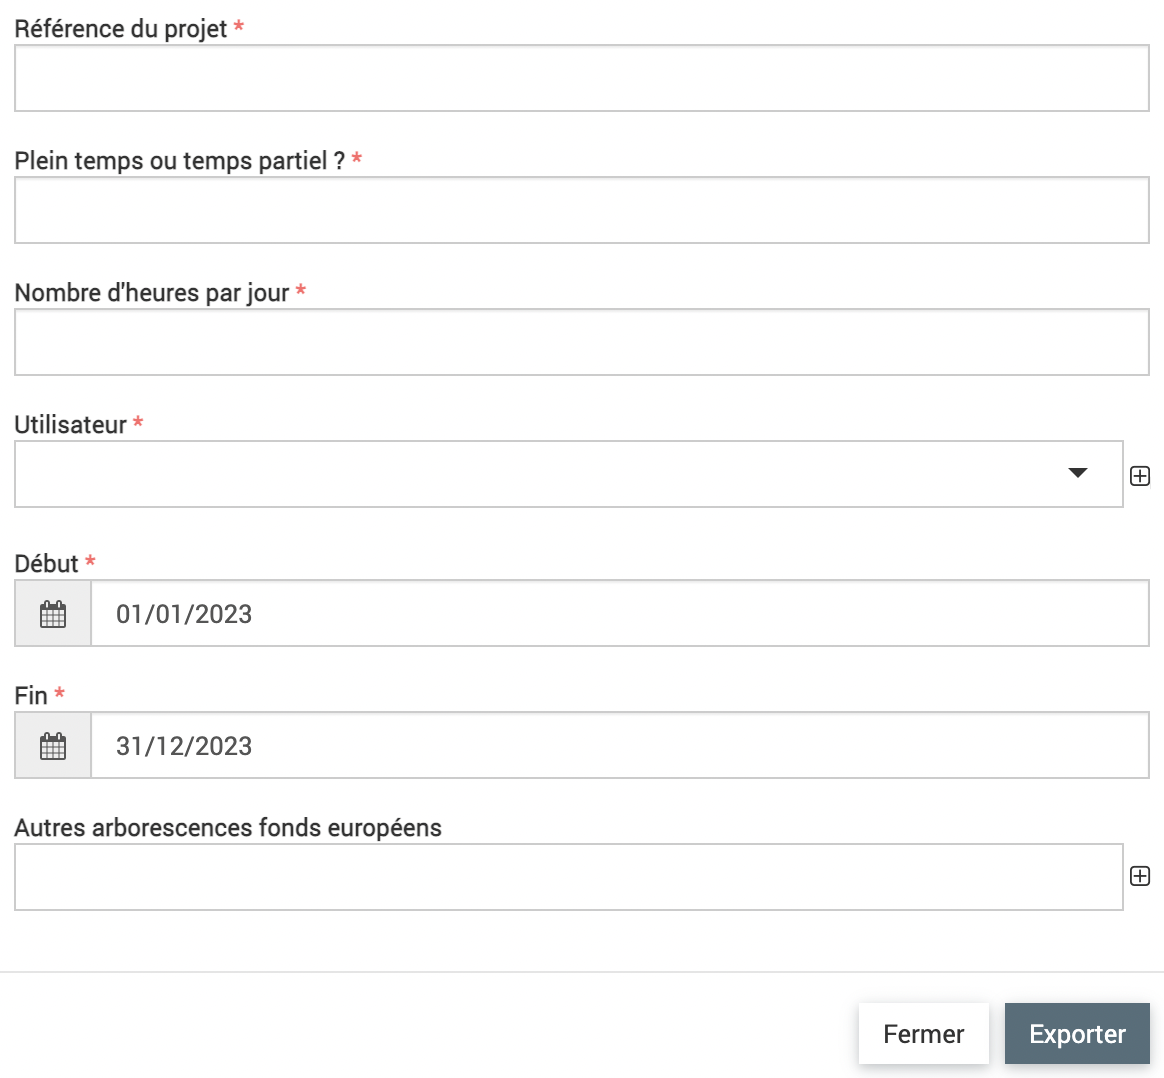 Référence du projet *
Plein temps ou temps partiel ? *
Nombre d'heures par jour *
Utilisateur *
Début *
01/01/2023
Fin *
31/12/2023
Autres arborescences fonds européens
Fermer
Exporter